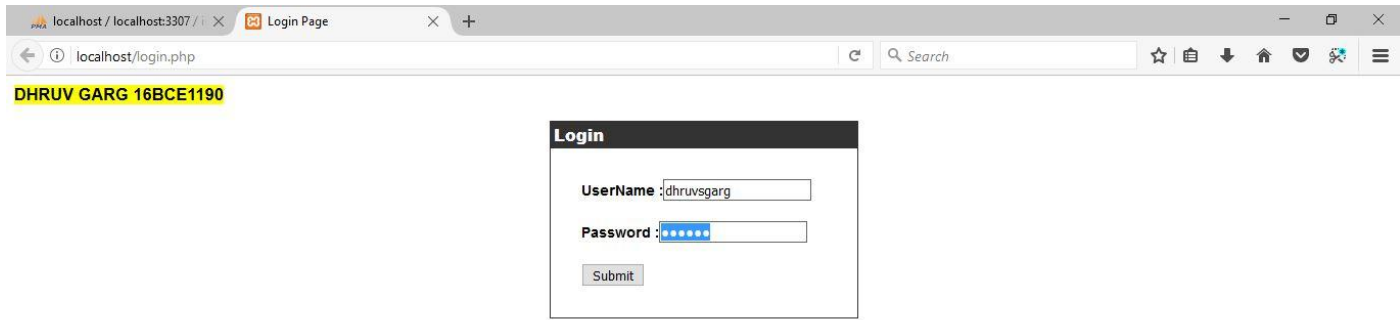 localhost / localhost:3307 / i
Login Page
localhost/login.php
Search
DHRUV GARG 16BCE1190
Login
UserName : dhruvsgarg
Password : ••••••
Submit